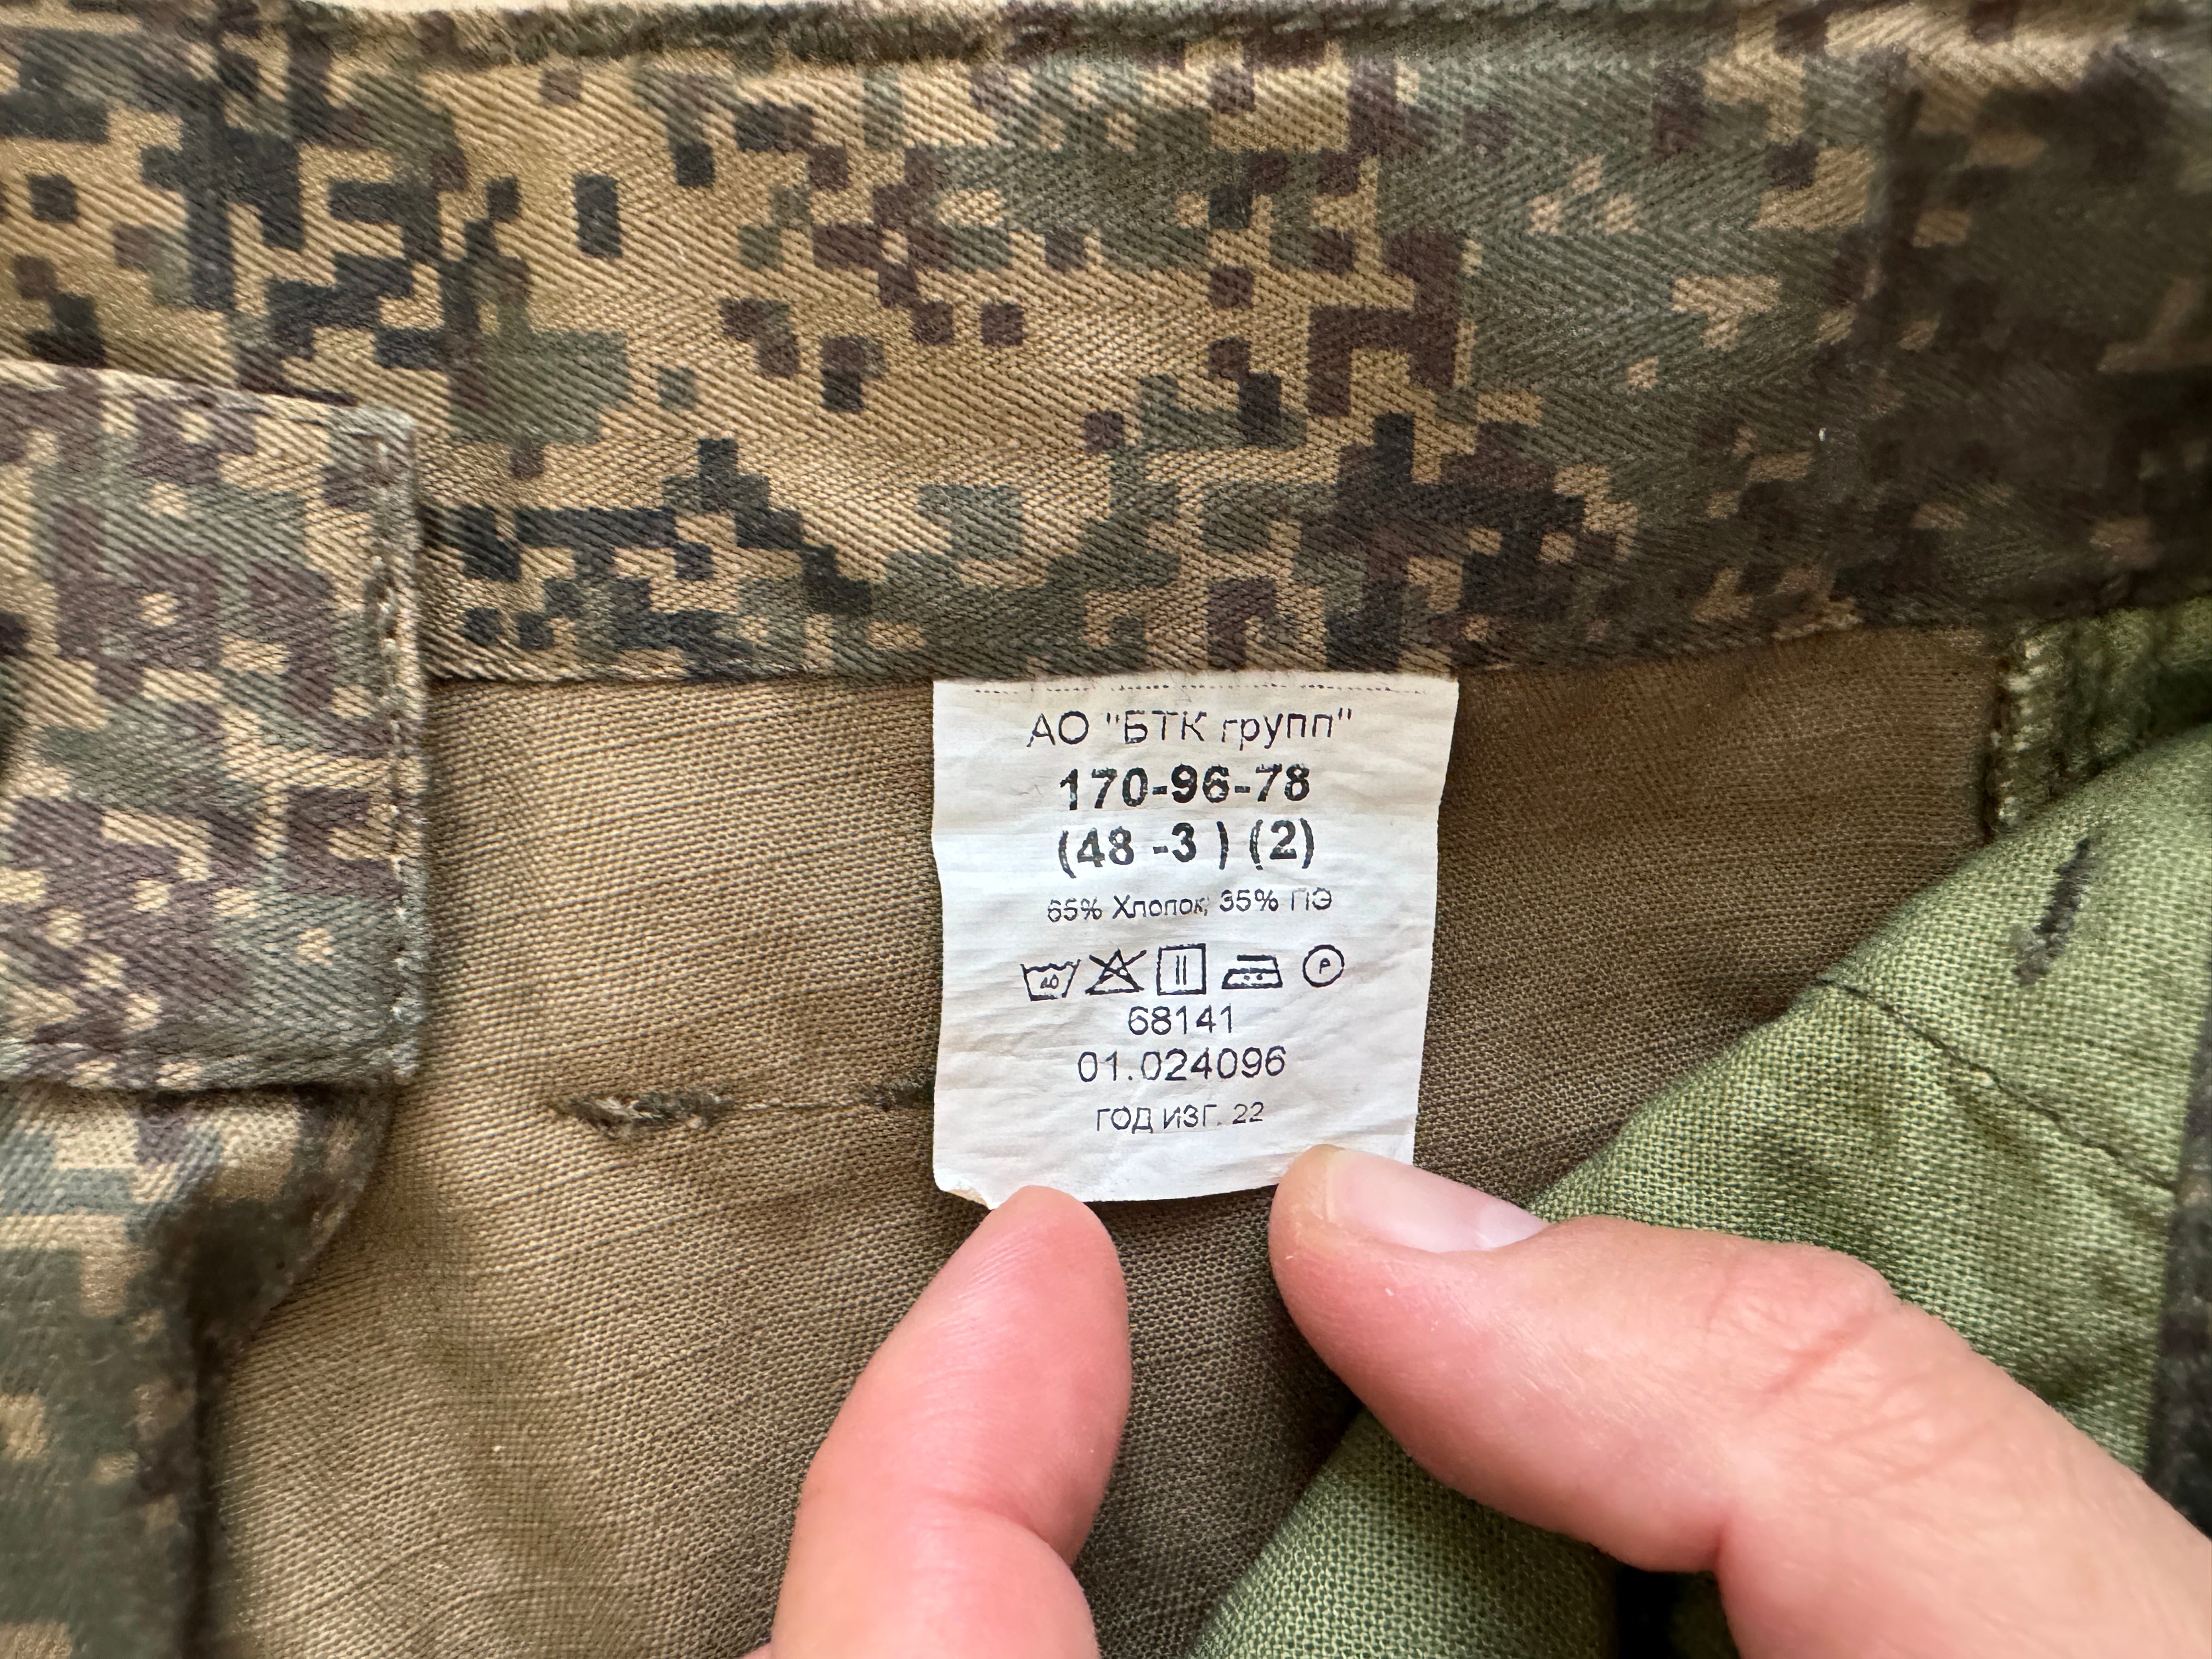 АО "БТК групп"
170-96-78
(48 -3 ) (2)
65% Хлопок; 35% ПЭ
40 P
68141
01.024096
ГОД ИЗГ. 22